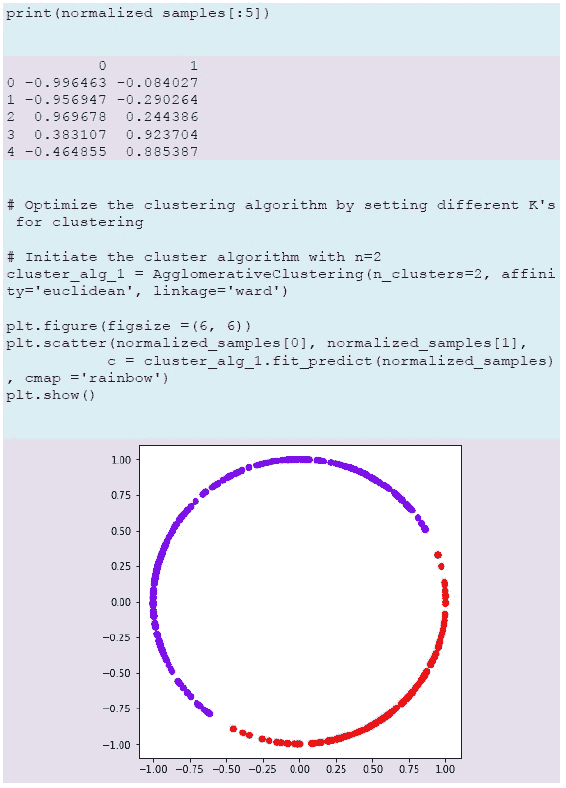 print(normalized samples[:5])
0 1
0 -0.996463 -0.084027
1 -0.956947 -0.290264
2 0.969678 0.244386
3 0.383107 0.923704
4 -0.464855 0.885387
# Optimize the clustering algorithm by setting different K's
for clustering
# Initiate the cluster algorithm with n=2
cluster_alg_1 = AgglomerativeClustering(n_clusters=2, affini
ty='euclidean', linkage='ward')
plt.figure(figsize =(6, 6))
plt.scatter(normalized_samples[0], normalized_samples[1],
c = cluster_alg_1.fit_predict(normalized_samples)
, cmap ='rainbow')
plt.show()
1.00
0.75
0.50
0.25
0.00
-0.25
-0.50
-0.75
-1.00
-1.00 -0.75 -0.50 -0.25 0.00 0.25 0.50 0.75 1.00